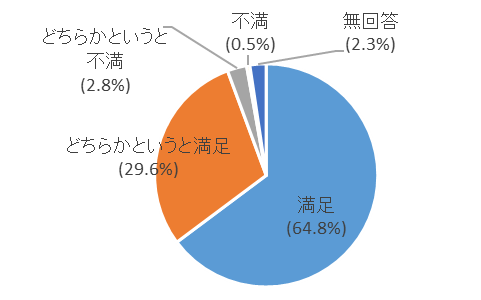 どちらかというと
不満
(2.8%)
不満
(0.5%)
無回答
(2.3%)
どちらかというと満足
(29.6%)
満足
(64.8%)